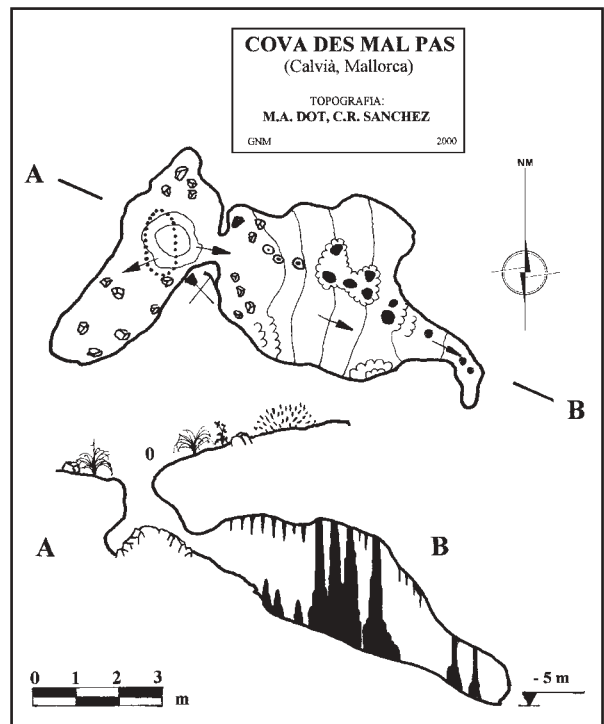 COVA DES MAL PAS
(Calvià, Mallorca)
TOPOGRAFIA:
M.A. DOT, C.R. SANCHEZ
GNM 2000
A
NM
B
0
A
B
0 1 2 3
m
- 5 m